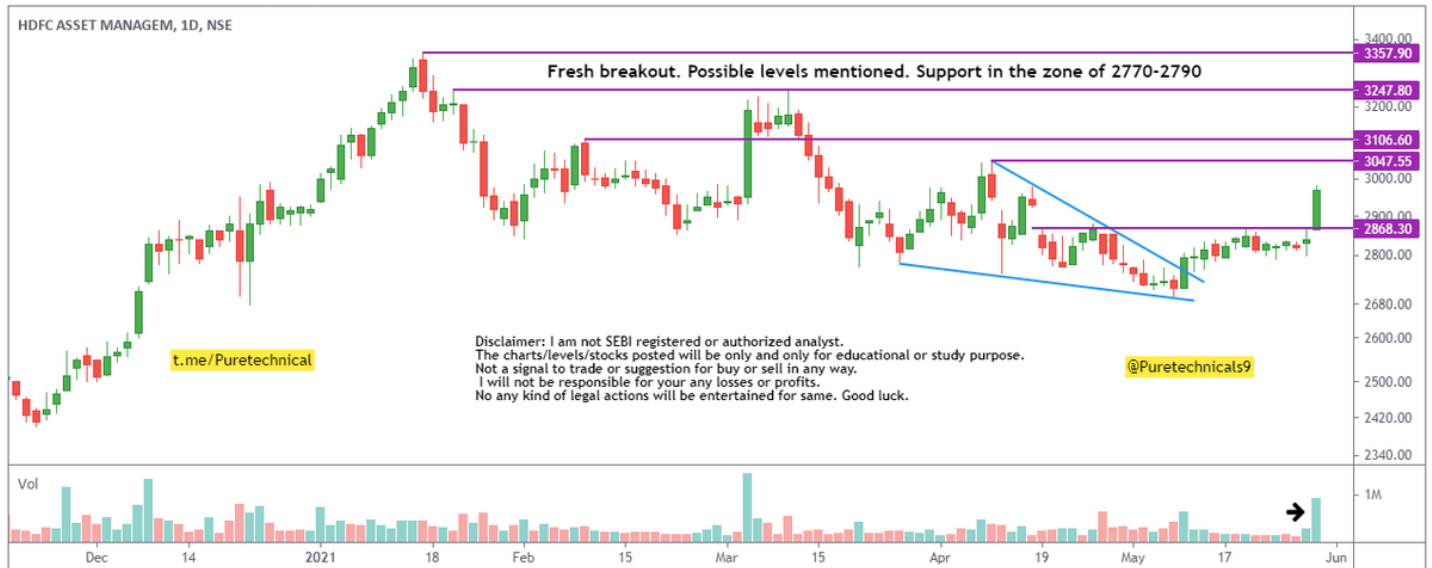 HDFC ASSET MANAGEM, 1D, NSE
3400.00
3357.90
Fresh breakout. Possible levels mentioned. Support in the zone of 2770-2790
3247.80
3200.00
3106.60
3047.55
3000.00
2900.00
2868.30
2800.00
2680.00
2600.00
2500.00
2420.00
2340.00
t.me/Puretechnical
Disclaimer: I am not SEBI registered or authorized analyst.
The charts/levels/stocks posted will be only and only for educational or study purpose.
Not a signal to trade or suggestion for buy or sell in any way.
I will not be responsible for your any losses or profits.
No any kind of legal actions will be entertained for same. Good luck.
@Puretechnicals9
Vol
1M
Dec 14 2021 18 Feb 15 Mar 15 Apr 19 May 17 Jun